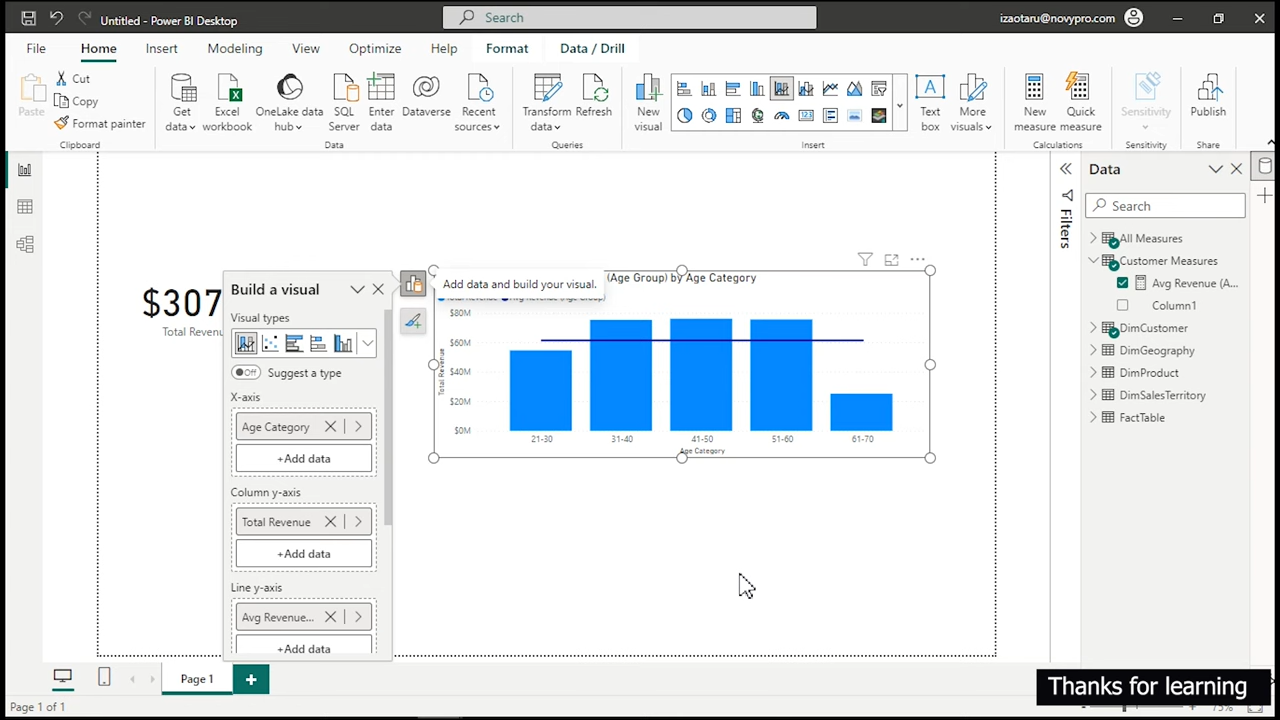 Untitled - Power BI Desktop
Search
izaotaru@novypro.com
File Home Insert Modeling View Optimize Help Format Data / Drill
Paste
Cut
Copy
Format painter
Clipboard
Get data
Excel workbook
OneLake data hub
SQL Server
Enter data
Dataverse
Recent sources
Data
Transform data
Refresh
Queries
New visual
Text box
More visuals
Insert
New measure
Quick measure
Calculations
Sensitivity
Sensitivity
Publish
Share
$307
Total Revenu
Build a visual
Visual types
Off Suggest a type
X-axis
Age Category
+Add data
Column y-axis
Total Revenue
+Add data
Line y-axis
Avg Revenue...
+Add data
Add data and build your visual.
(Age Group) by Age Category
Total Revenue
$80M
$60M
$40M
$20M
$0M
21-30 31-40 41-50 51-60 61-70
Age Category
Filters
Data
Search
All Measures
Customer Measures
Avg Revenue (A...
Column1
DimCustomer
DimGeography
DimProduct
DimSalesTerritory
FactTable
Page 1
Page 1 of 1
Thanks for learning